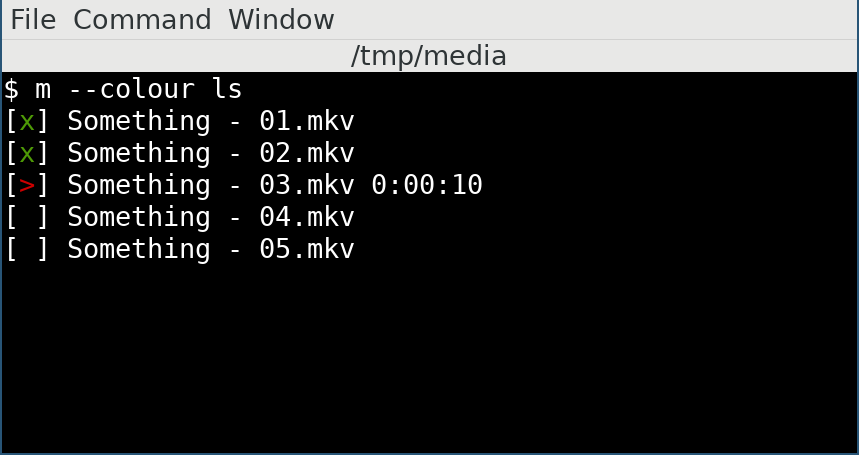 File Command Window
/tmp/media
$ m --colour ls
[x] Something - 01.mkv
[x] Something - 02.mkv
[>] Something - 03.mkv 0:00:10
[ ] Something - 04.mkv
[ ] Something - 05.mkv